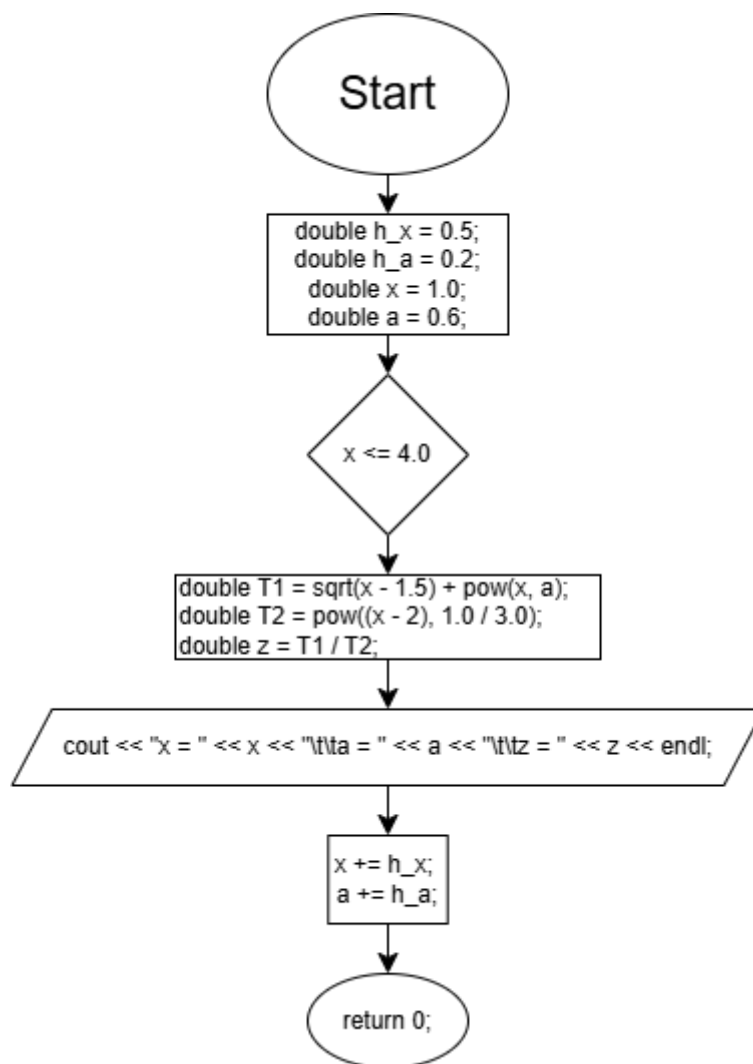 Start
double h_x = 0.5;
double h_a = 0.2;
double x = 1.0;
double a = 0.6;
x <= 4.0
double T1 = sqrt(x - 1.5) + pow(x, a);
double T2 = pow((x - 2), 1.0 / 3.0);
double z = T1 / T2;
cout << "x = " << x << "\t\ta = " << a << "\t\tz = " << z << endl;
x += h_x;
a += h_a;
return 0;